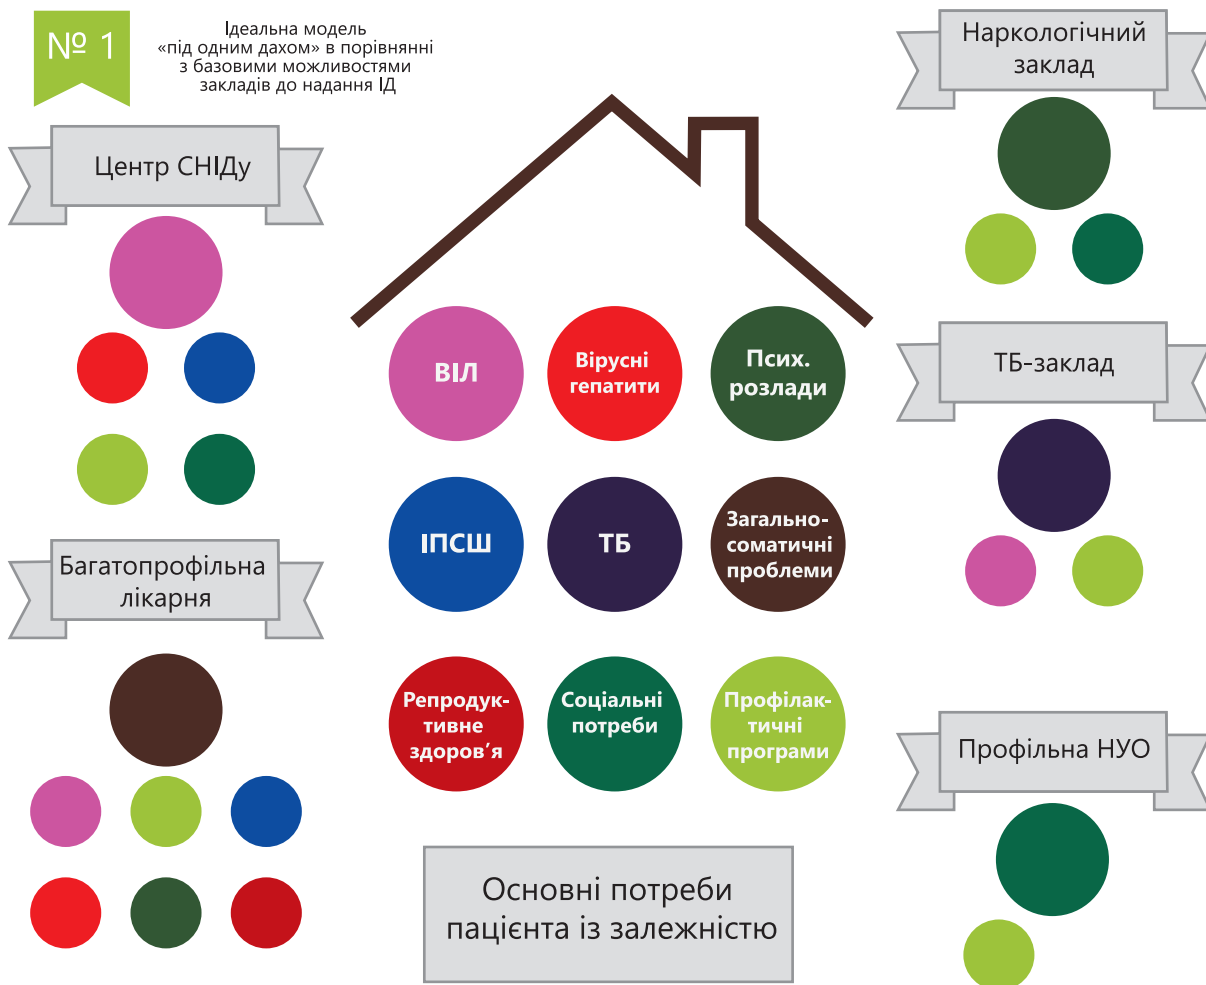 № 1
Ідеальна модель
«під одним дахом» в порівнянні
з базовими можливостями
закладів до надання ІД
Центр СНІДу
Багатопрофільна
лікарня
ВІЛ
Вірусні
гепатити
Псих.
розлади
ІПСШ
ТБ
Загально-
соматичні
проблеми
Репродук-
тивне
здоров’я
Соціальні
потреби
Профілак-
тичні
програми
Основні потреби
пацієнта із залежністю
Наркологічний
заклад
ТБ-заклад
Профільна НУО